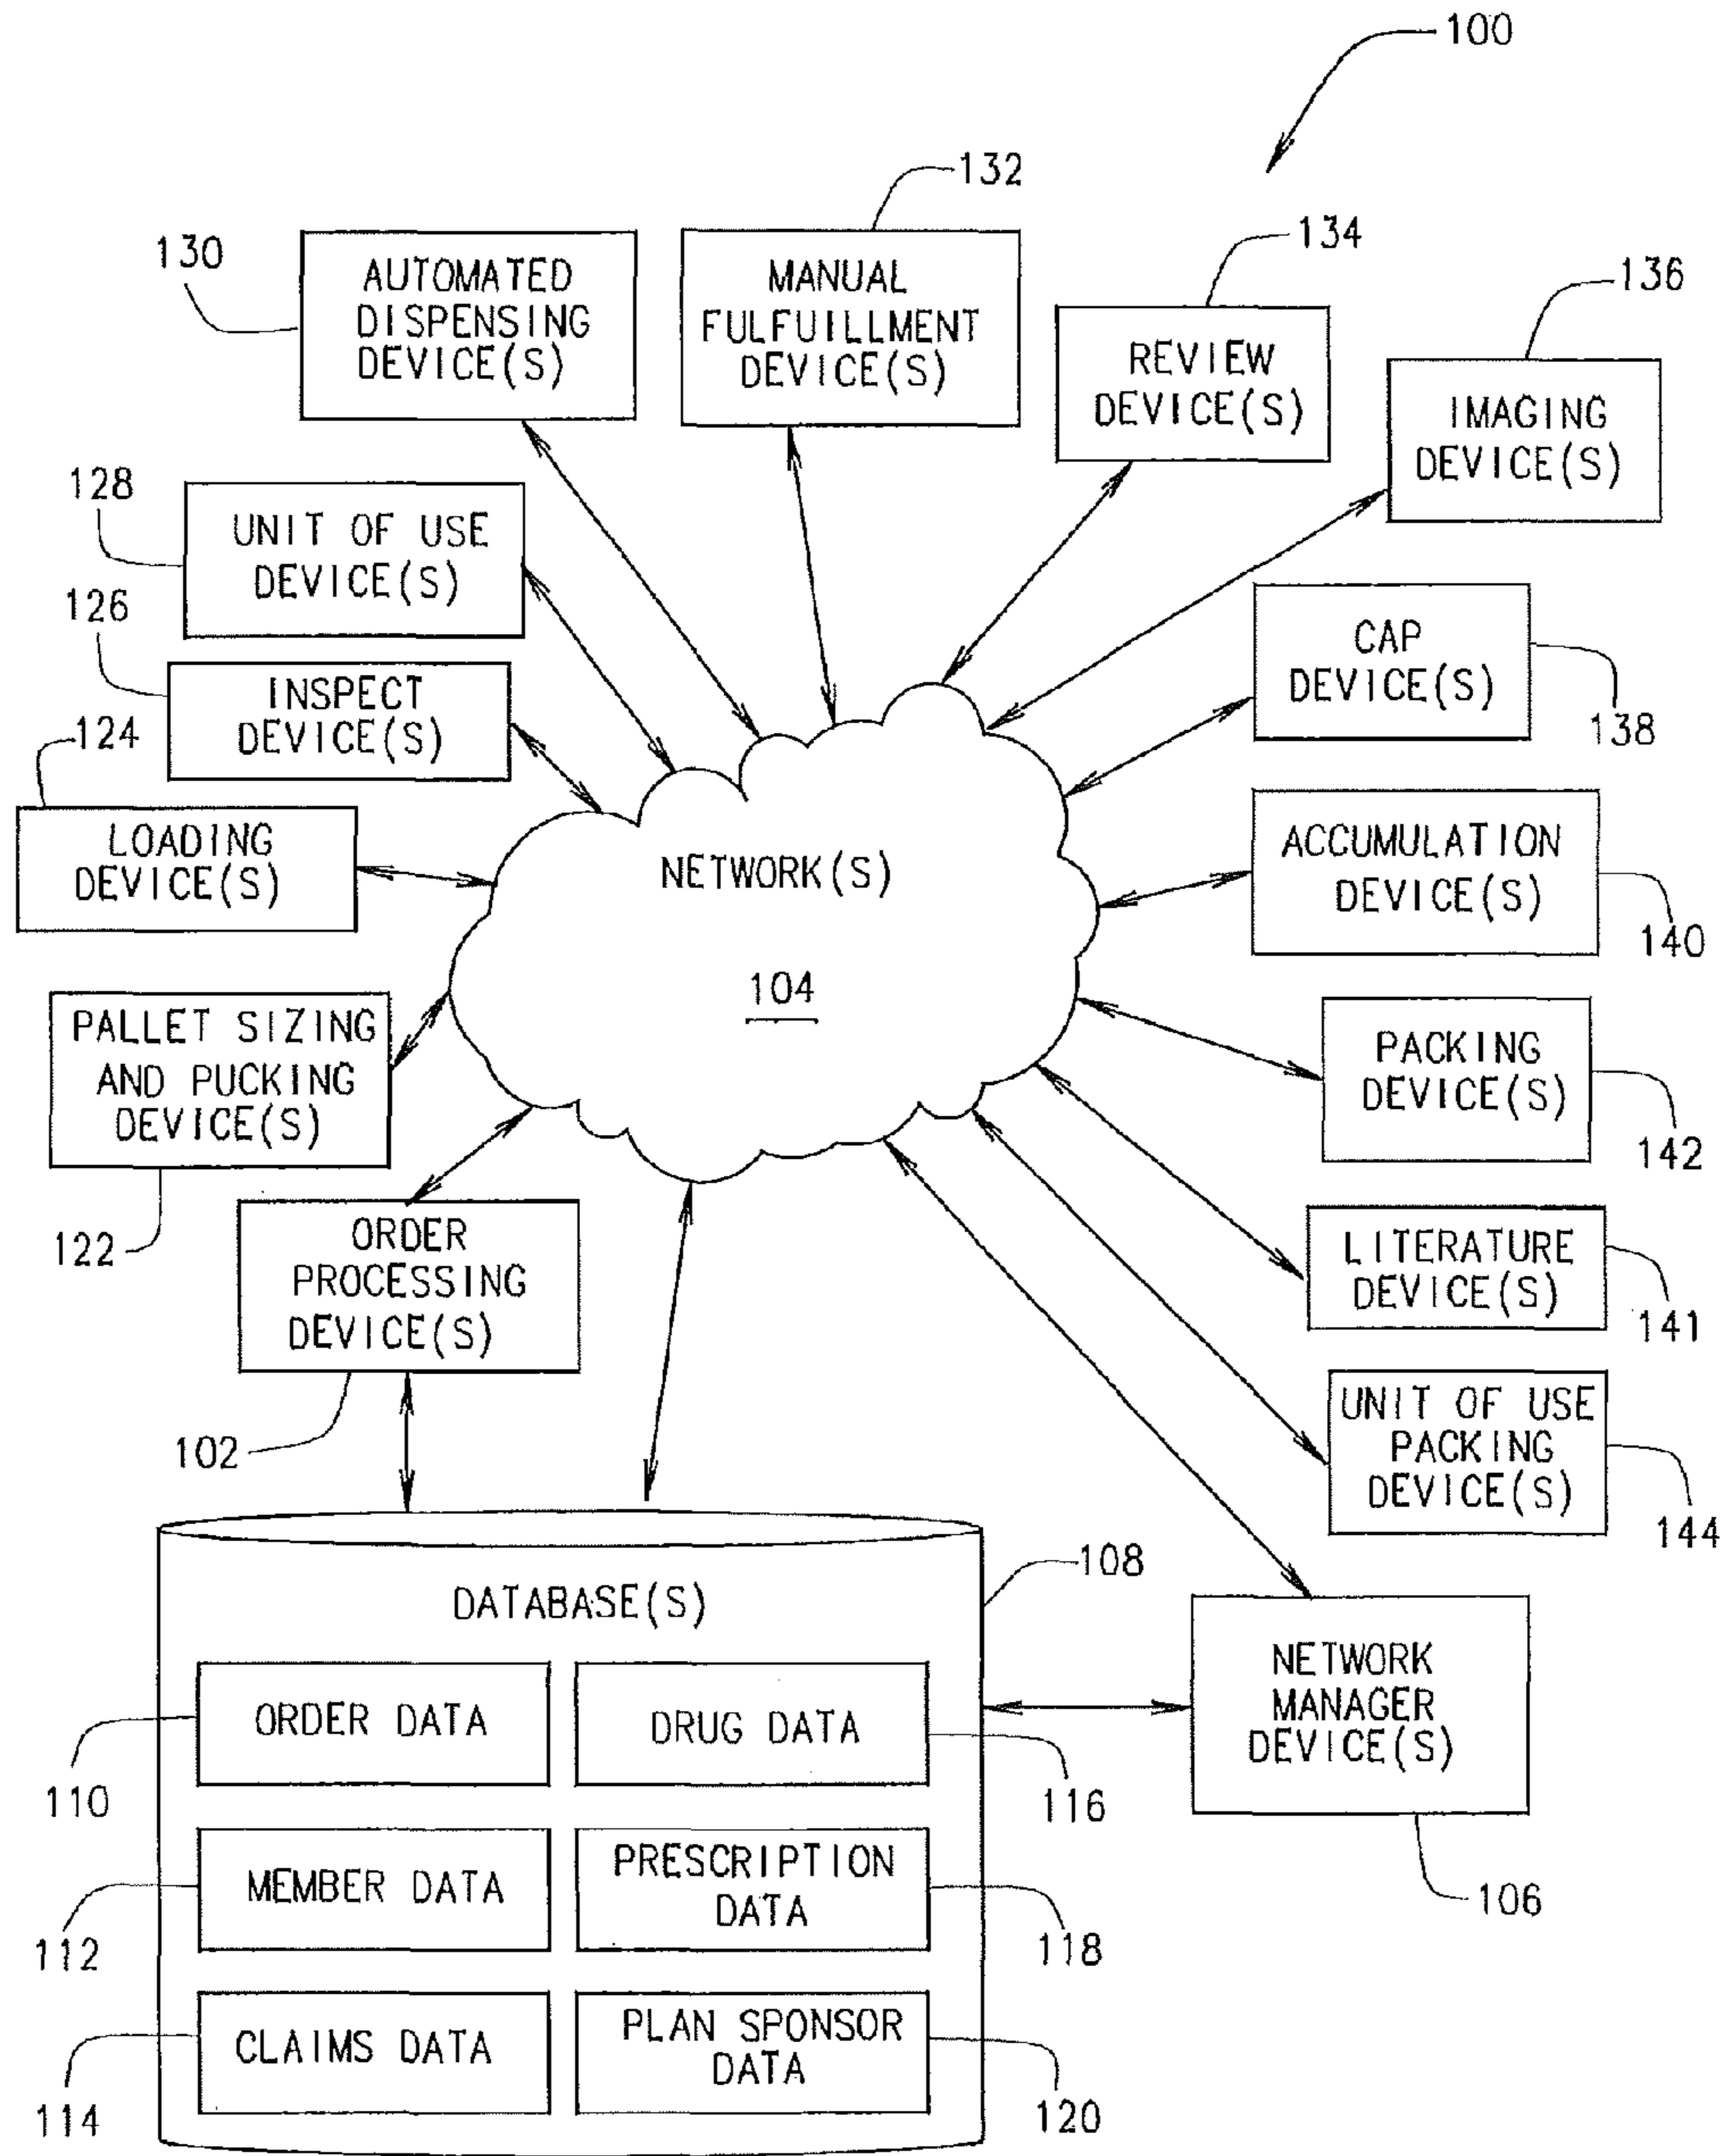 100
132
130
AUTOMATED
DISPENSING
DEVICE(S)
MANUAL
FULFUILLMENT
DEVICE(S)
134
REVIEW
DEVICE(S)
136
IMAGING
DEVICE(S)
128
UNIT OF USE
DEVICE(S)
126
INSPECT
DEVICE(S)
CAP
DEVICE(S)
138
124
LOADING
DEVICE(S)
NETWORK(S)
104
ACCUMULATION
DEVICE(S)
140
PALLET SIZING
AND PUCKING
DEVICE(S)
122
PACKING
DEVICE(S)
142
ORDER
PROCESSING
DEVICE(S)
102
LITERATURE
DEVICE(S)
141
UNIT OF USE
PACKING
DEVICE(S)
144
108
DATABASE(S)
ORDER DATA
110
DRUG DATA
116
NETWORK
MANAGER
DEVICE(S)
106
MEMBER DATA
112
PRESCRIPTION
DATA
118
CLAIMS DATA
114
PLAN SPONSOR
DATA
120